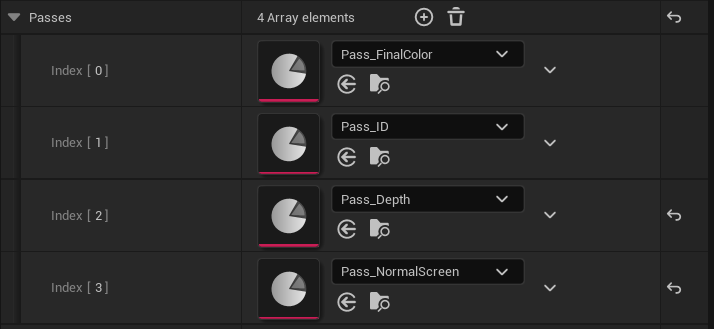 Passes 4 Array elements
Index [ 0 ] Pass_FinalColor
Index [ 1 ] Pass_ID
Index [ 2 ] Pass_Depth
Index [ 3 ] Pass_NormalScreen